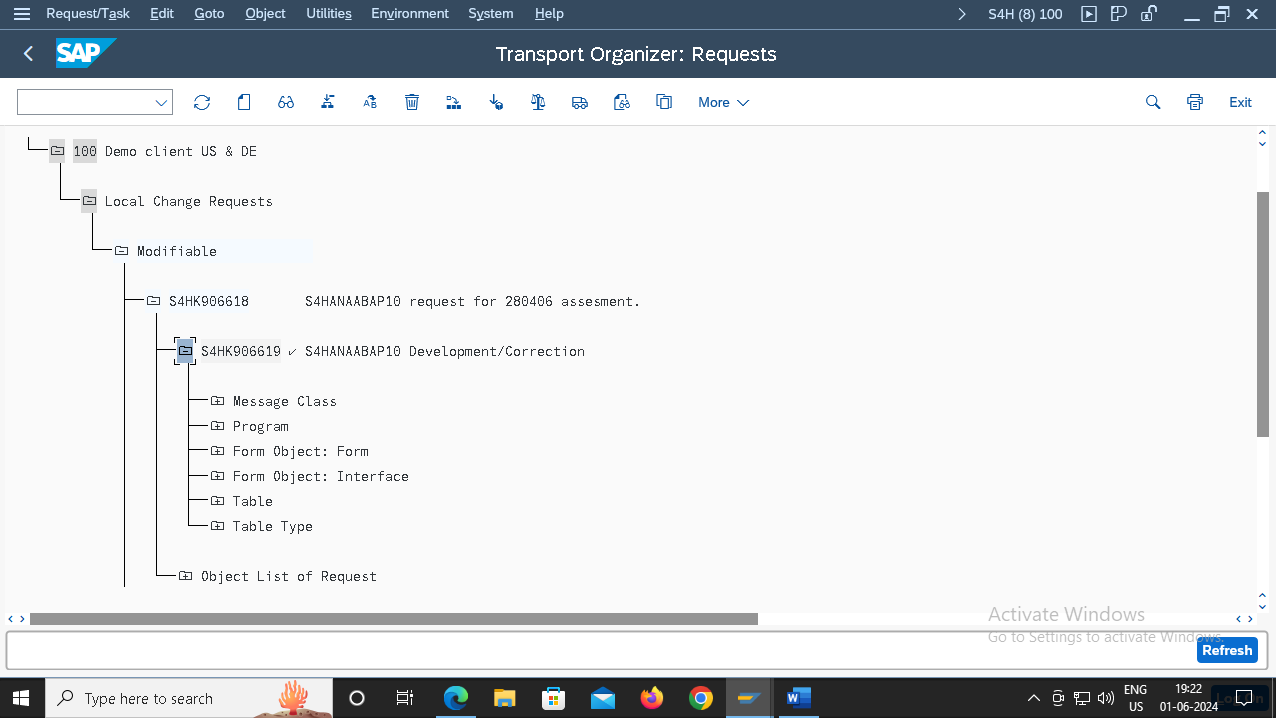 Request/Task Edit Goto Object Utilities Environment System Help S4H (8) 100
SAP Transport Organizer: Requests
More Exit
100 Demo client US & DE
Local Change Requests
Modifiable
S4HK906618 S4HANAABAP10 request for 280406 assesment.
S4HK906619 ✓ S4HANAABAP10 Development/Correction
Message Class
Program
Form Object: Form
Form Object: Interface
Table
Table Type
Object List of Request
Activate Windows
Go to Settings to activate Windows.
Refresh
Type here to search
ENG
US
19:22
01-06-2024